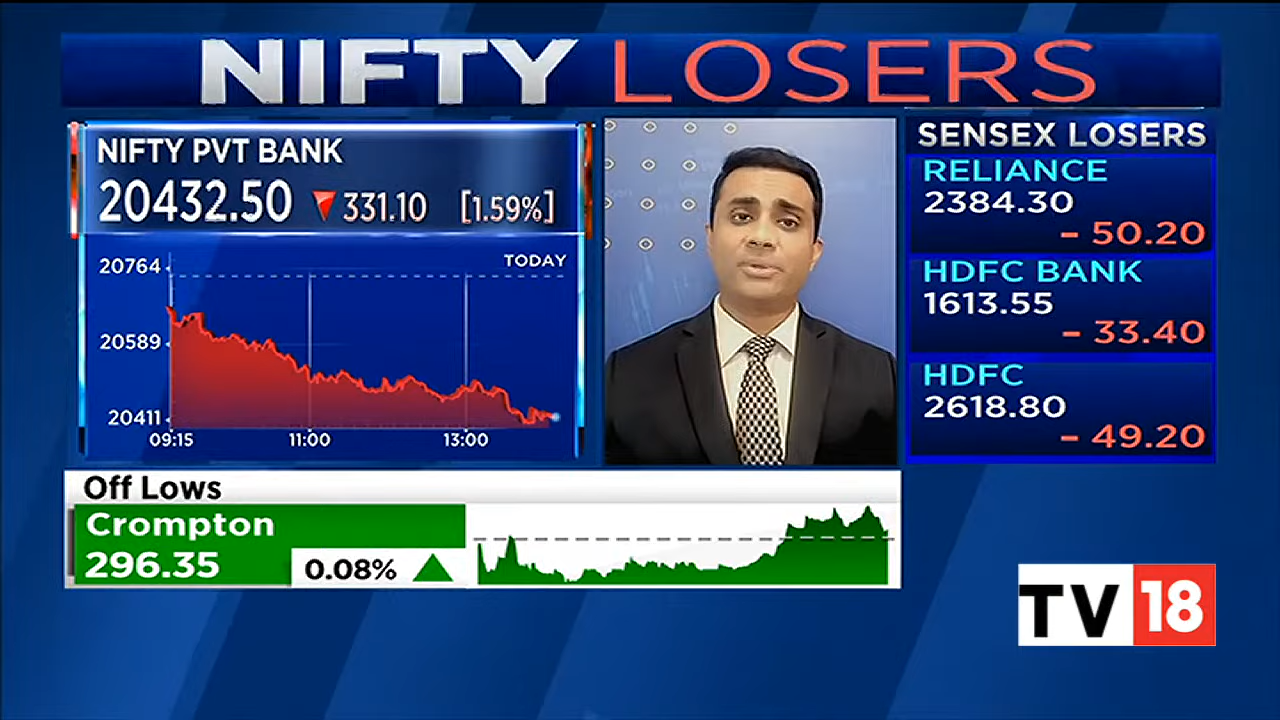 NIFTY LOSERS
NIFTY PVT BANK
20432.50 ▼ 331.10 [1.59%]
TODAY
20764
20589
20411
09:15 11:00 13:00
SENSEX LOSERS
RELIANCE
2384.30
- 50.20
HDFC BANK
1613.55
- 33.40
HDFC
2618.80
- 49.20
Off Lows
Crompton
296.35 0.08% ▲
TV18